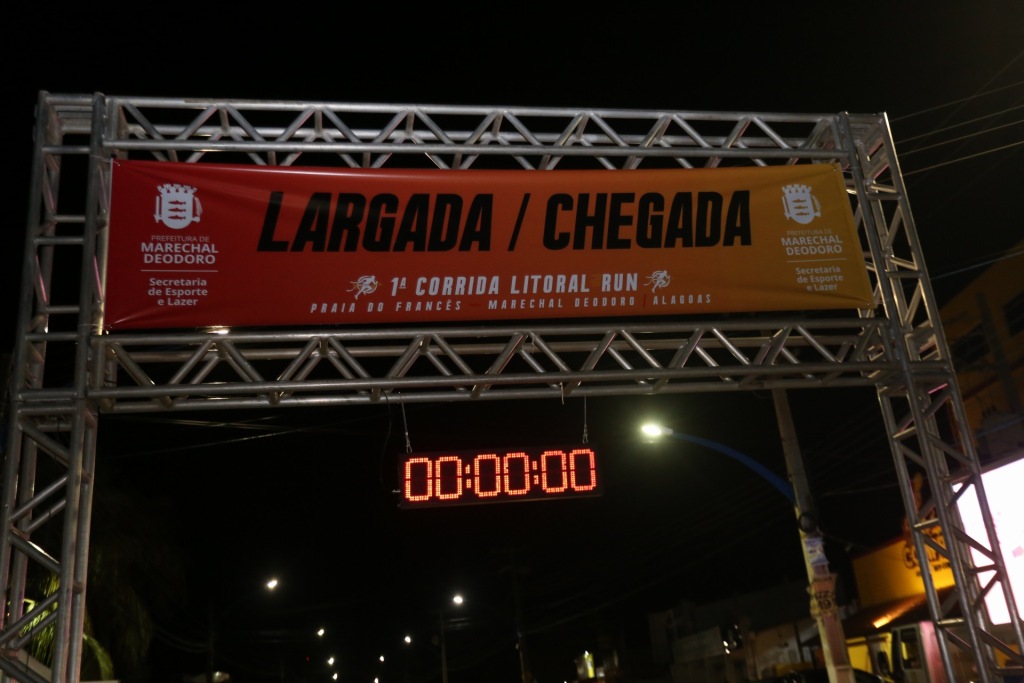 LARGADA / CHEGADA
PREFEITURA DE
MARECHAL
DEODORO
Secretaria
de Esporte
e Lazer
1ª CORRIDA LITORAL RUN
PRAIA DO FRANCÊS MARECHAL DEODORO | ALAGOAS
PREFEITURA DE
MARECHAL
DEODORO
Secretaria
de Esporte
e Lazer
00:00:00